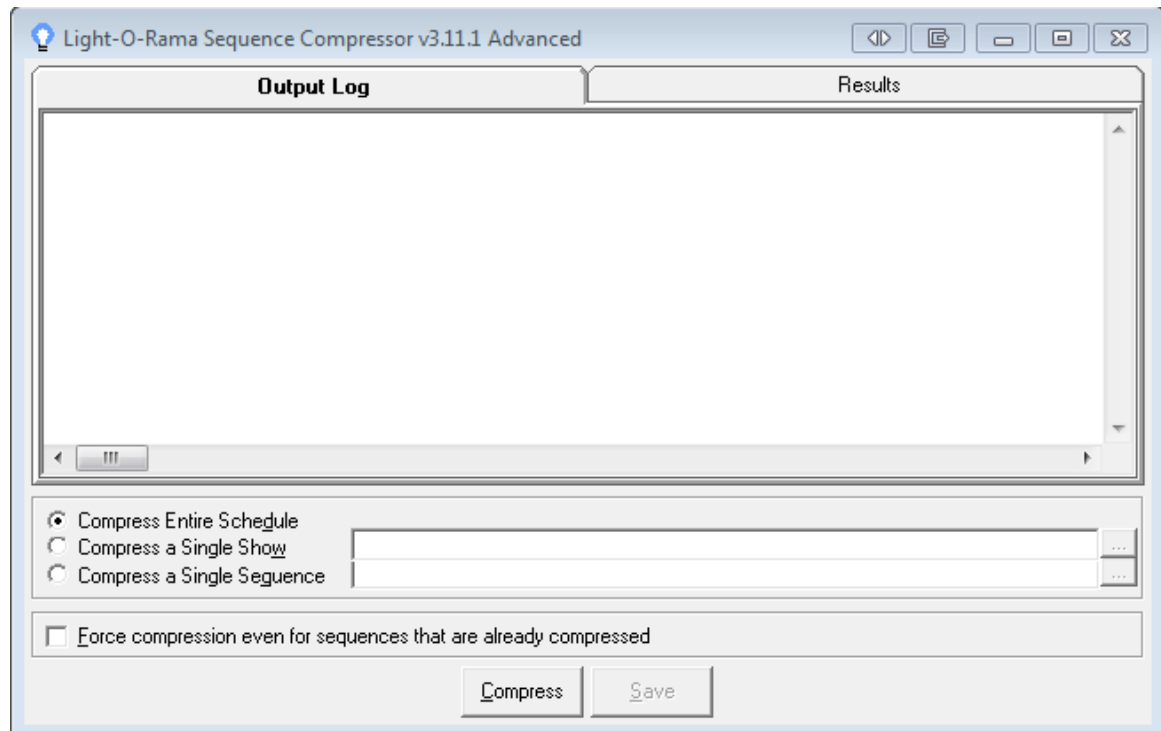 Light-O-Rama Sequence Compressor v3.11.1 Advanced
Output Log
Results
Compress Entire Schedule
Compress a Single Show
...
Compress a Single Sequence
...
Force compression even for sequences that are already compressed
Compress
Save